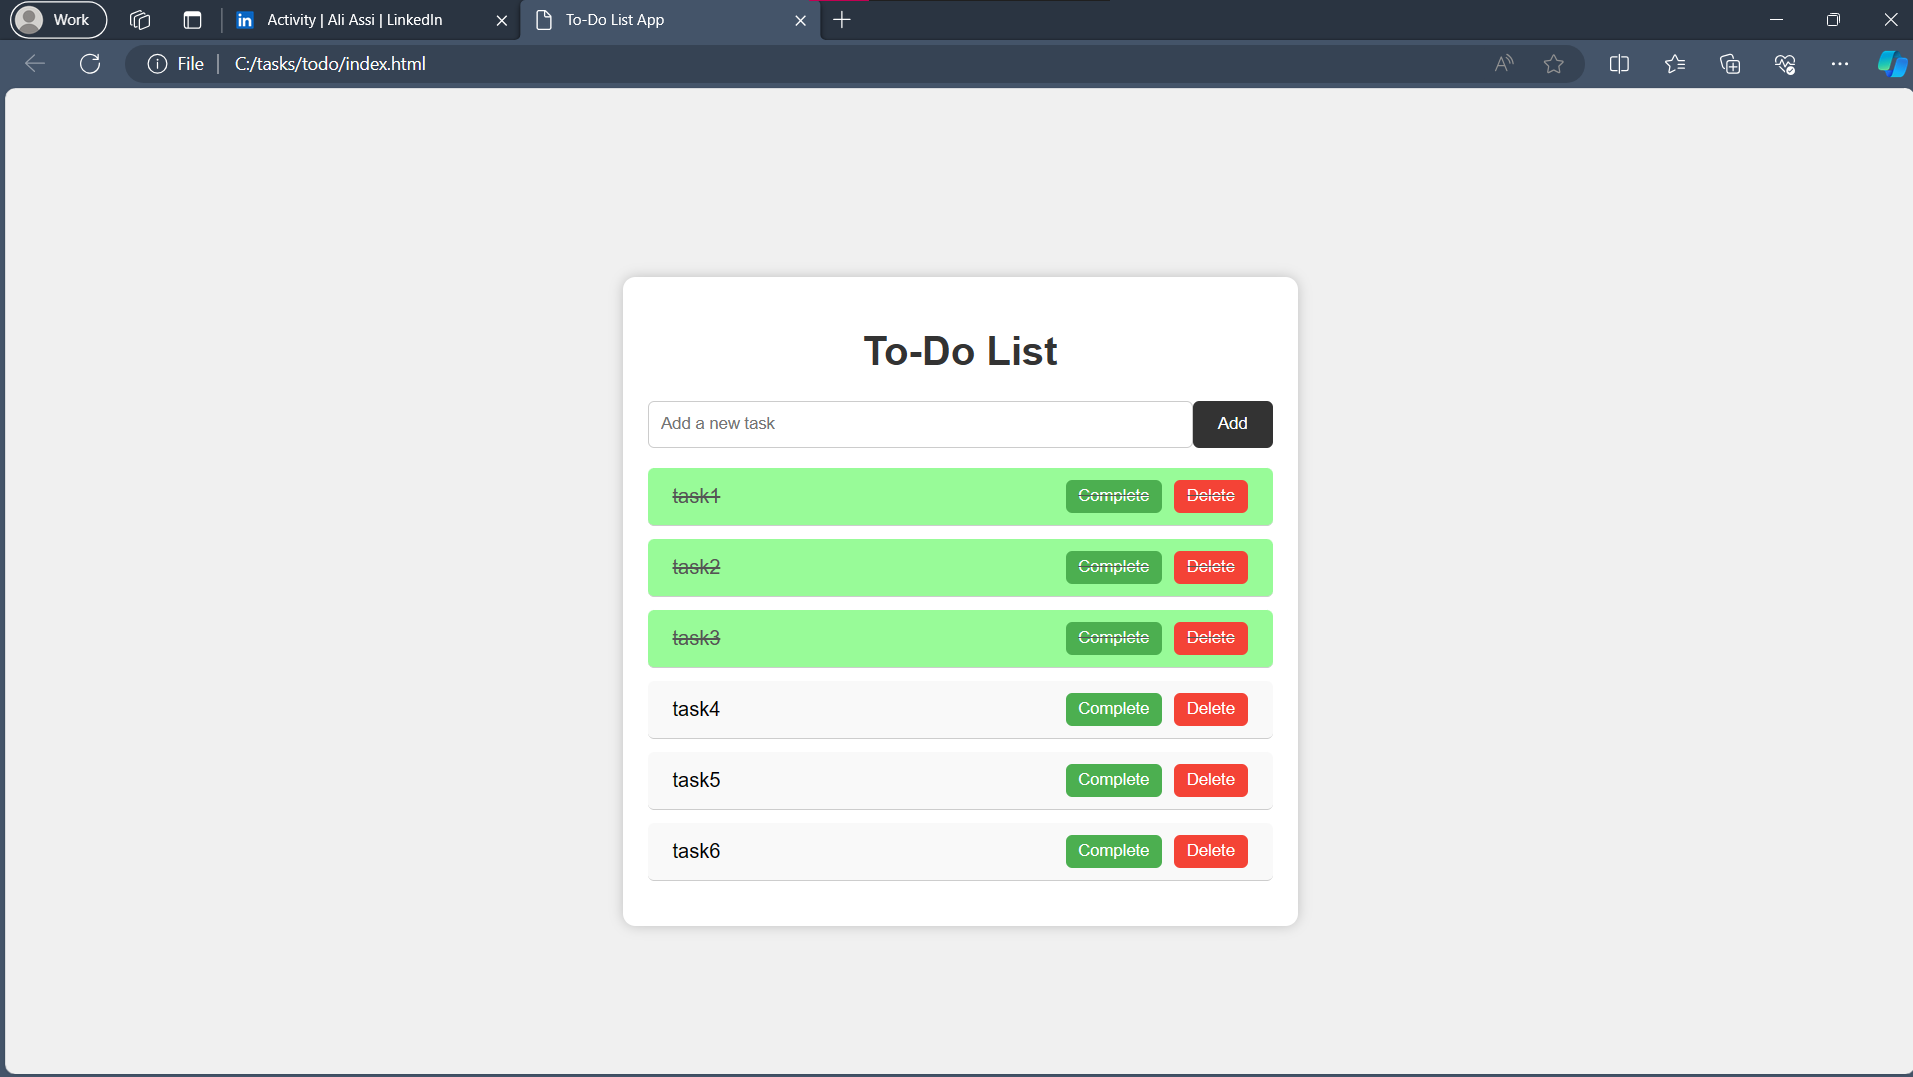 Work
Activity | Ali Assi | LinkedIn
To-Do List App
File
C:/tasks/todo/index.html
To-Do List
Add a new task
Add
task1 Complete Delete
task2 Complete Delete
task3 Complete Delete
task4 Complete Delete
task5 Complete Delete
task6 Complete Delete